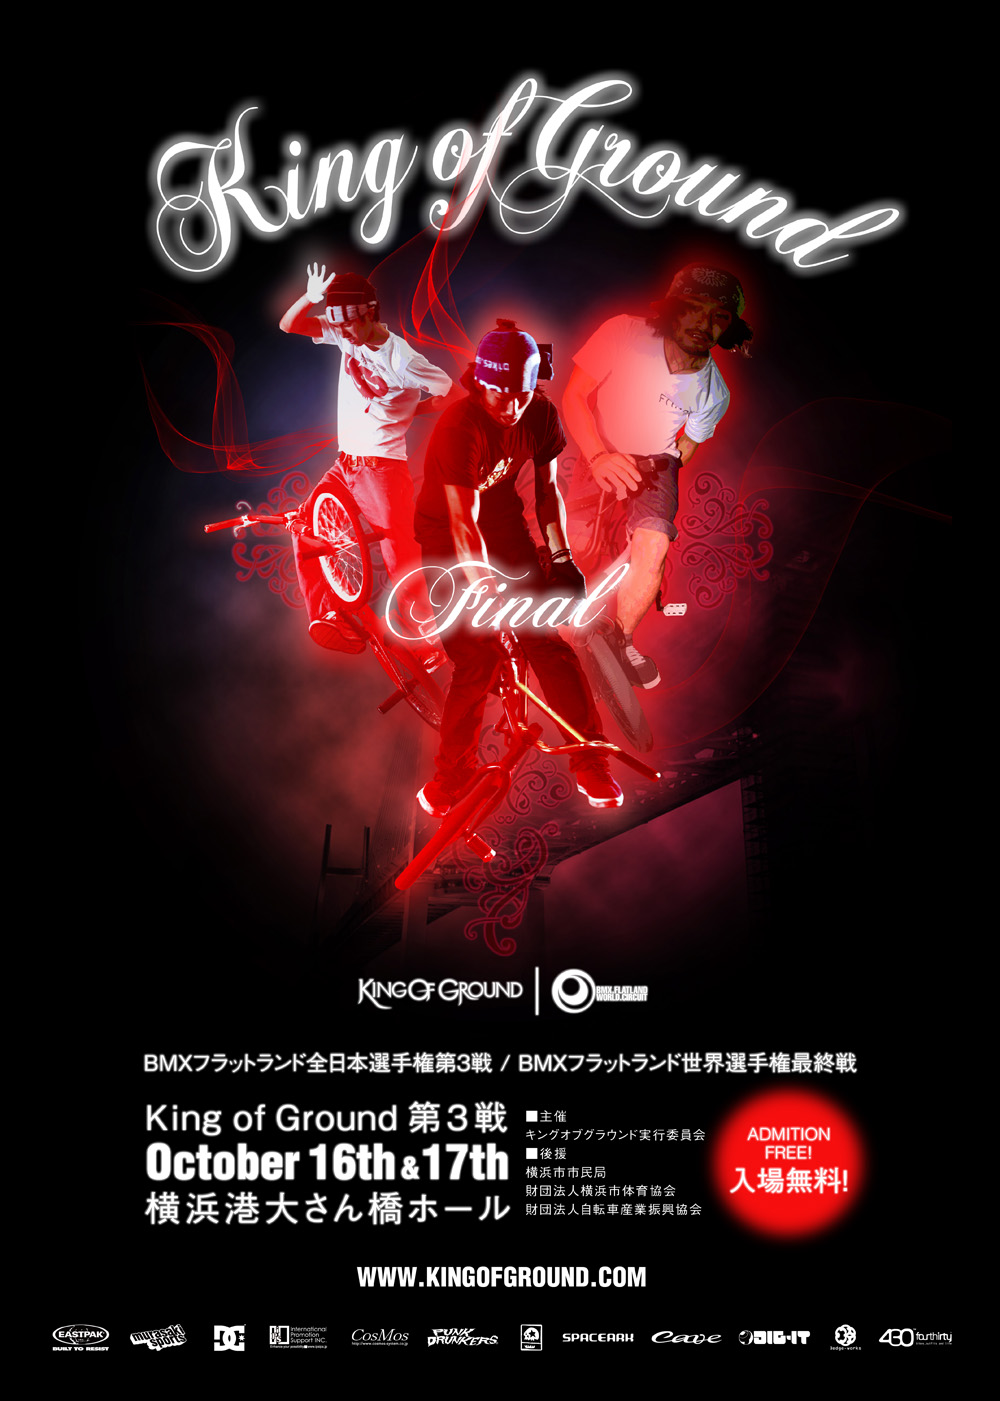 King of Ground
Final
KING OF GROUND
BMX.FLATLAND
WORLD.CIRCUIT
BMXフラットランド全日本選手権第3戦 / BMXフラットランド世界選手権最終戦
King of Ground 第3戦
October 16th & 17th
横浜港大さん橋ホール
■主催
キングオブグラウンド実行委員会
■後援
横浜市市民局
財団法人横浜市体育協会
財団法人自転車産業振興協会
ADMITION
FREE!
入場無料!
WWW.KINGOFGROUND.COM
EASTPAK
BUILT TO RESIST
murasaki sports
DC
International
Promotion
Support INC.
CosMos
PUNK
DRUNKERS
SPACEARK
Cave
DIG-IT
430 fourthirty